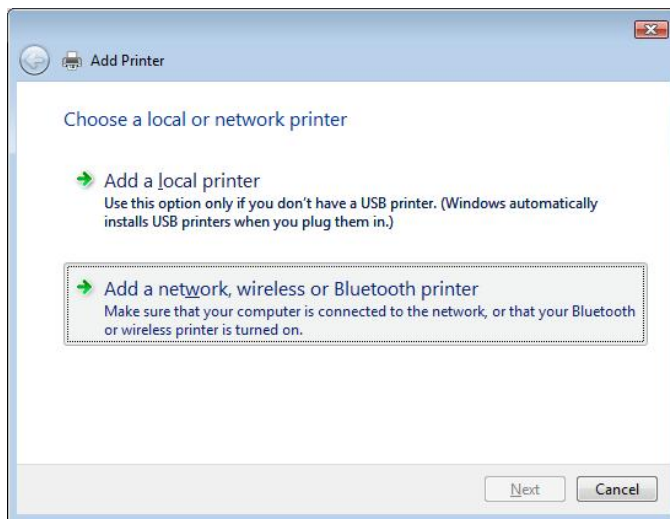 Add Printer
Choose a local or network printer
Add a local printer
Use this option only if you don't have a USB printer. (Windows automatically
installs USB printers when you plug them in.)
Add a network, wireless or Bluetooth printer
Make sure that your computer is connected to the network, or that your Bluetooth
or wireless printer is turned on.
Next Cancel